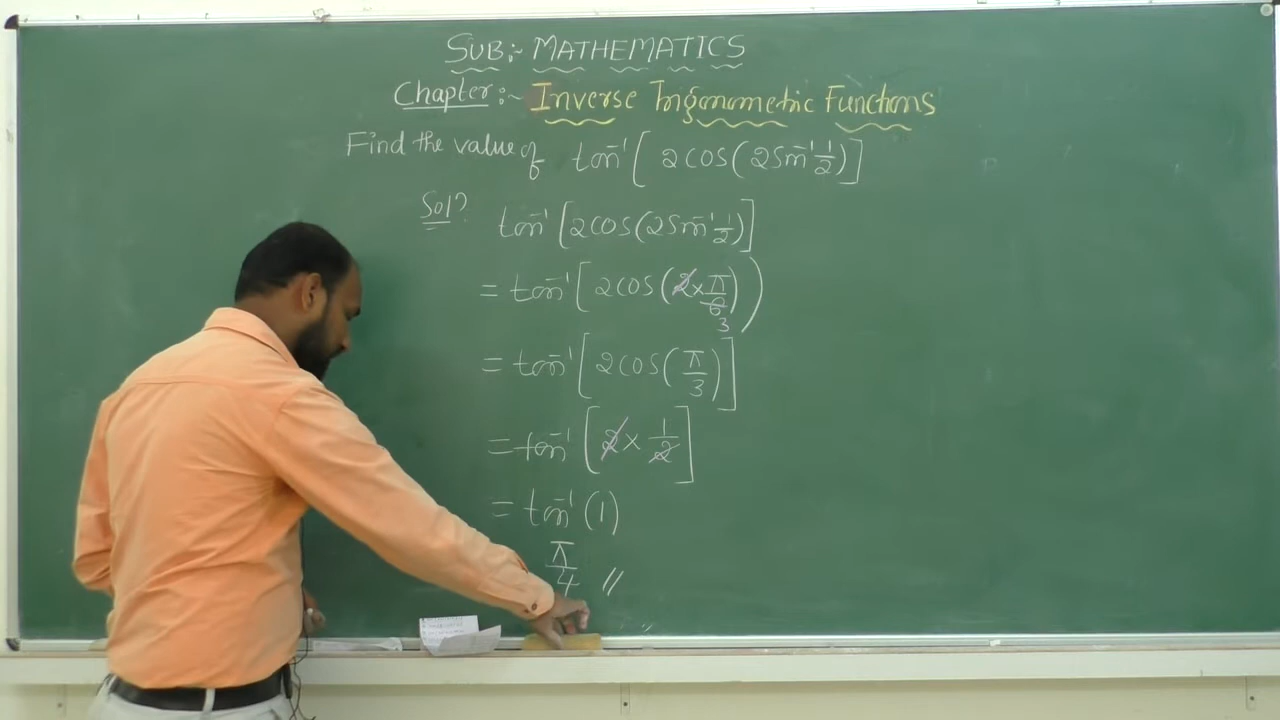 SUB:- MATHEMATICS
Chapter:- Inverse Trigonometric Functions
Find the value of tan⁻¹[2cos(2sin⁻¹ 1/2)]
Solⁿ tan⁻¹[2cos(2sin⁻¹ 1/2)]
= tan⁻¹[2cos(2×π/6 3))
= tan⁻¹[2cos(π/3)]
= tan⁻¹[2 × 1/2]
= tan⁻¹(1)
π/4 //